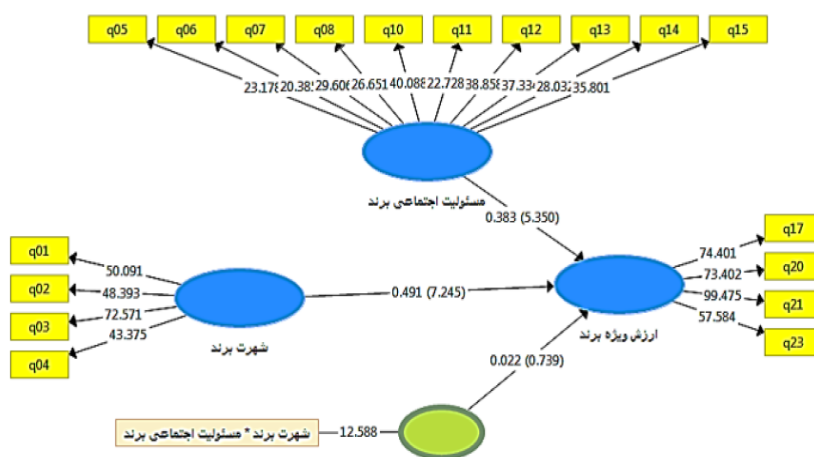 q05 q06 q07 q08 q10 q11 q12 q13 q14 q15
23.178 20.385 29.606 26.651 40.088 22.728 38.858 37.334 28.032 35.801
مسئولیت اجتماعی برند
0.383 (5.350)
q17
q20
q21
q23
74.401
73.402
99.475
57.584
ارزش ویژه برند
q01
q02
q03
q04
50.091
48.393
72.571
43.375
شهرت برند
0.491 (7.245)
0.022 (0.739)
شهرت برند * مسئولیت اجتماعی برند
12.588